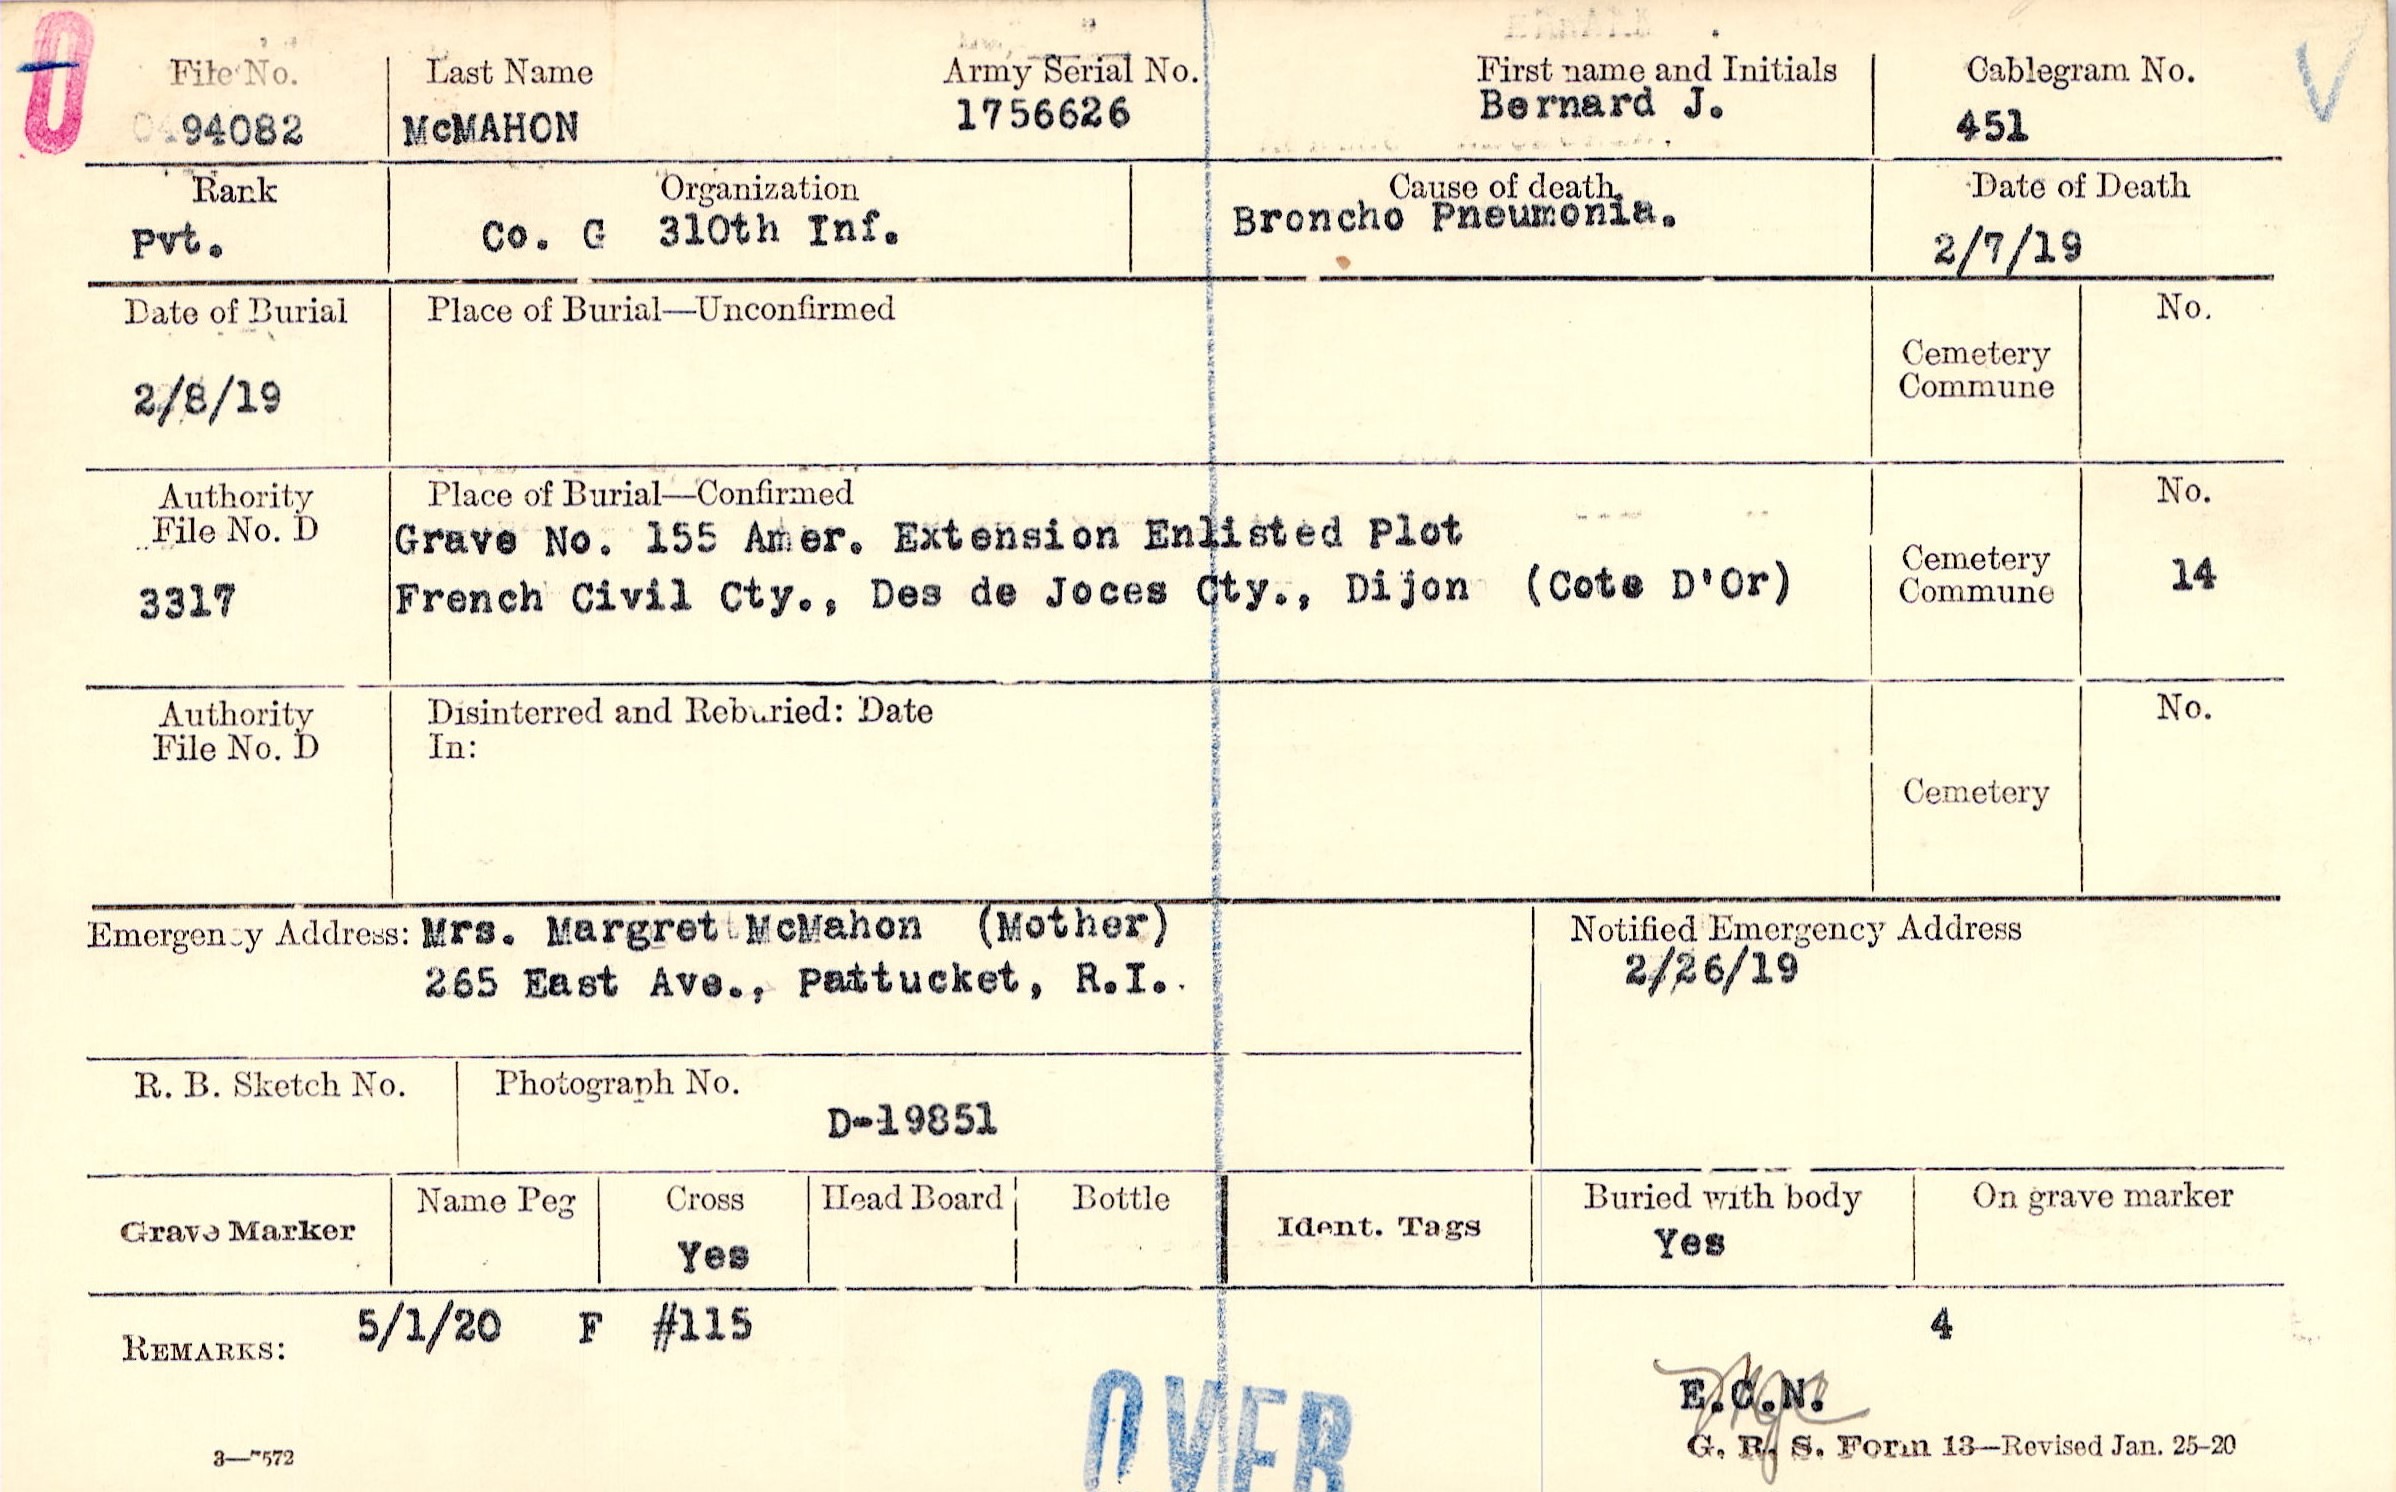 File No. Last Name Army Serial No. First name and Initials Cablegram No.
94082 McMAHON 1756626 Bernard J. 451
Rank Organization Cause of death Date of Death
Pvt. Co. G 310th Inf. Broncho Pneumonia. 2/7/19
Date of Burial Place of Burial—Unconfirmed No.
Cemetery
Commune
2/8/19
Authority Place of Burial—Confirmed No.
File No. D
Grave No. 155 Amer. Extension Enlisted Plot
Cemetery
Commune
14
3317 French Civil Cty., Des de Joces Cty., Dijon (Cote D'Or)
Authority Disinterred and Reburied: Date No.
File No. D In:
Cemetery
Emergency Address: Mrs. Margret McMahon (Mother) Notified Emergency Address
265 East Ave., Pattucket, R.I. 2/26/19
R. B. Sketch No. Photograph No.
D-19851
Grave Marker Name Peg Cross Head Board Bottle Ident. Tags Buried with body On grave marker
Yes Yes
REMARKS: 5/1/20 F #115 4
OVER
E.C.N.
3—7572 G. R. S. Form 13—Revised Jan. 25-20